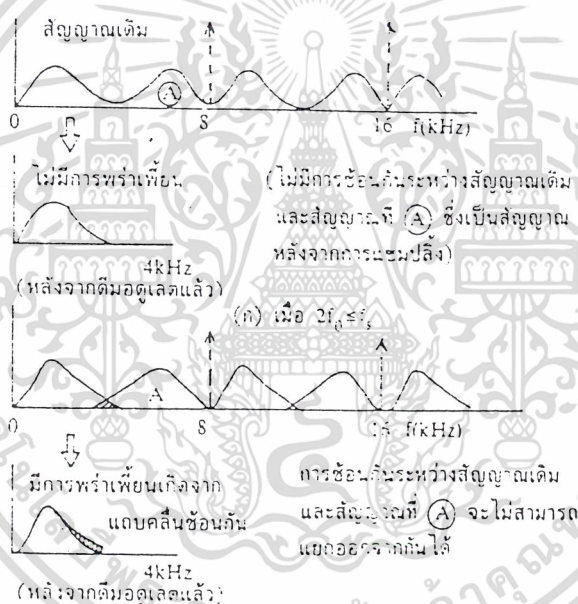 สัญญาณเดิม
A
0 8 16 f(kHz)
ไม่มีการพร่าเพี้ยน
4kHz
(หลังจากดีมอดูเลตแล้ว)
(ไม่มีการซ้อนกันระหว่างสัญญาณเดิม
และสัญญาณที่ A ซึ่งเป็นสัญญาณ
หลังจากการแซมปลิ้ง)
(ก) เมื่อ 2f₀≤fₛ
A
0 8 16 f(kHz)
มีการพร่าเพี้ยนเกิดจาก
แถบคลื่นซ้อนกัน
4kHz
(หลังจากดีมอดูเลตแล้ว)
การซ้อนกันระหว่างสัญญาณเดิม
และสัญญาณที่ A จะไม่สามารถ
แยกออกจากกันได้